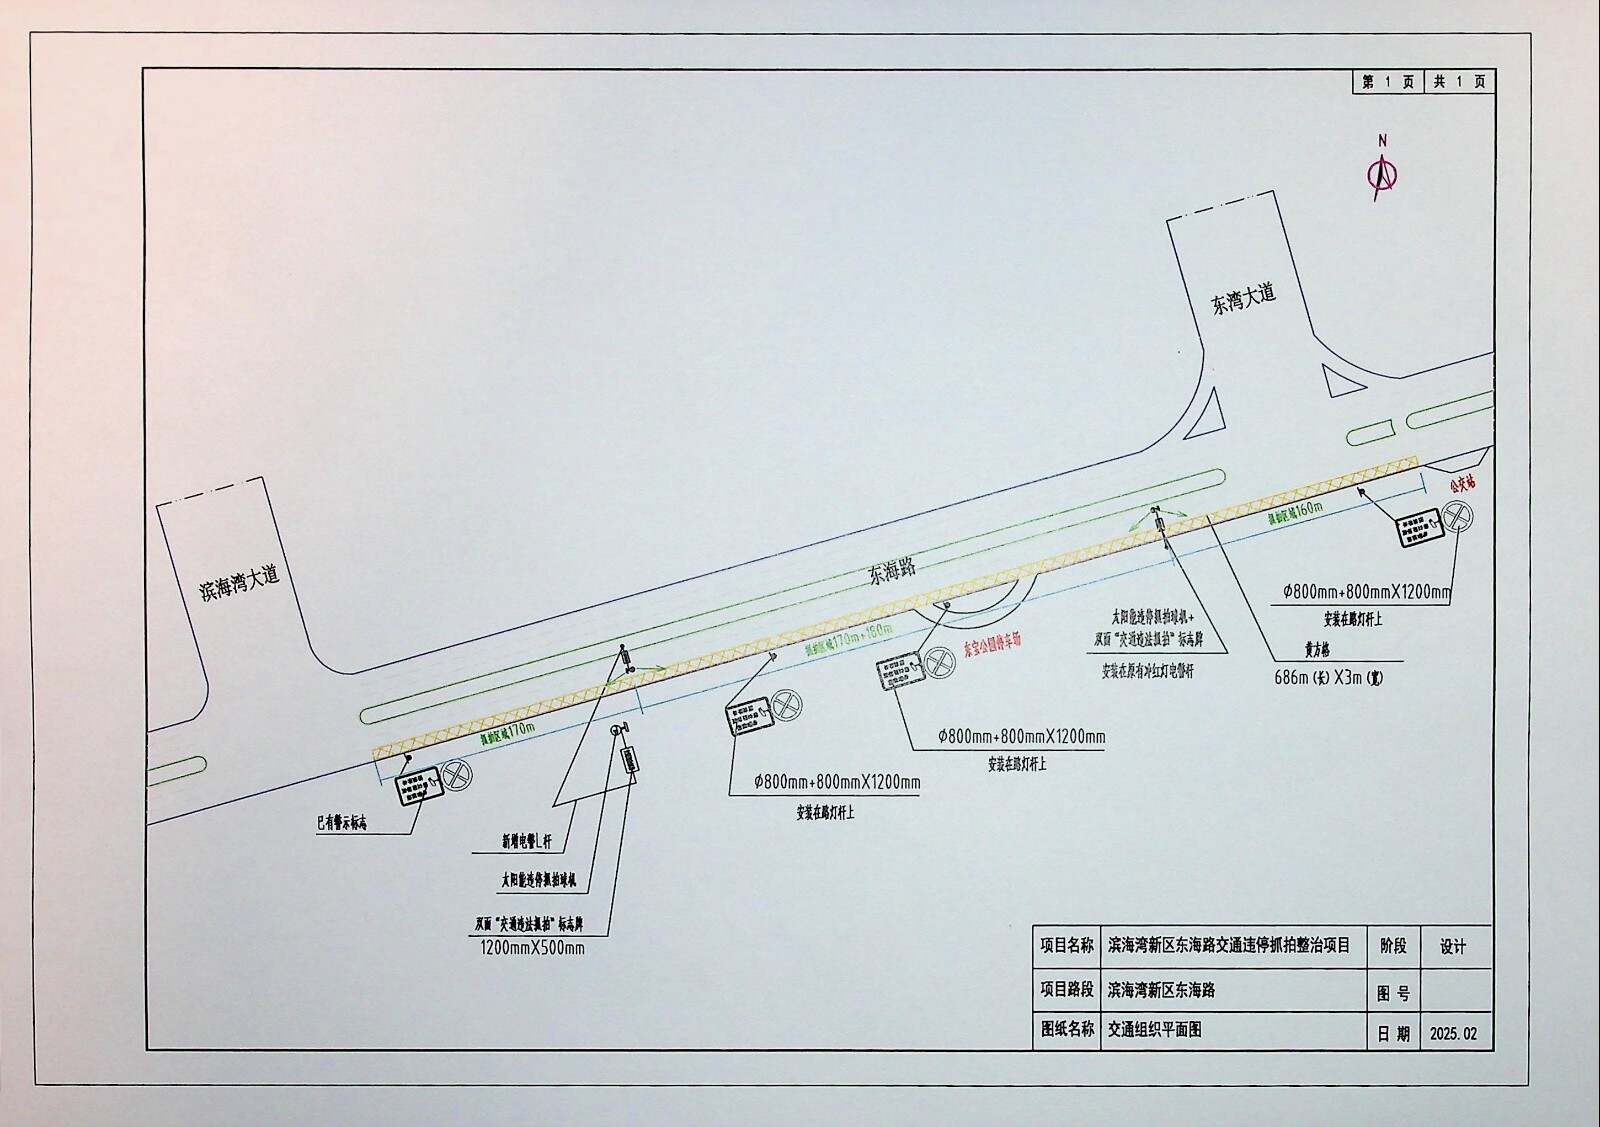 第 1 页 共 1 页
N
东湾大道
滨海湾大道
东海路
公交站
抓拍区域160m
Φ800mm+800mmX1200mm
安装在路灯杆上
太阳能违停抓拍球机+
双面“交通违法抓拍”标志牌
安装在原有冲红灯电警杆
黄方格
686m(长)X3m(宽)
抓拍区域170m+180m
东宝公园停车场
Φ800mm+800mmX1200mm
安装在路灯杆上
抓拍区域170m
Φ800mm+800mmX1200mm
安装在路灯杆上
已有警示标志
新增电警L杆
太阳能违停抓拍球机
双面“交通违法抓拍”标志牌
1200mmX500mm
项目名称 滨海湾新区东海路交通违停抓拍整治项目 阶段 设计
项目路段 滨海湾新区东海路 图号
图纸名称 交通组织平面图 日期 2025.02